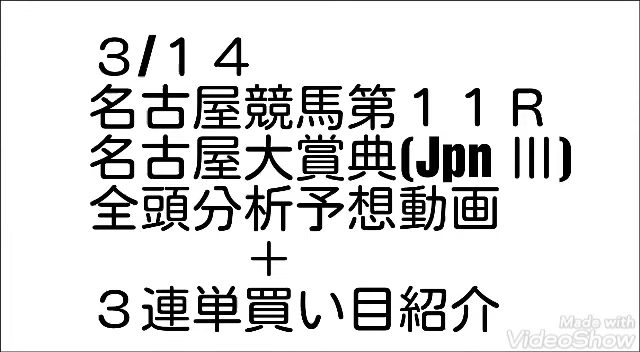 ３/１４
名古屋競馬第１１Ｒ
名古屋大賞典(Jpn Ⅲ)
全頭分析予想動画
＋
３連単買い目紹介
Made with
VideoShow